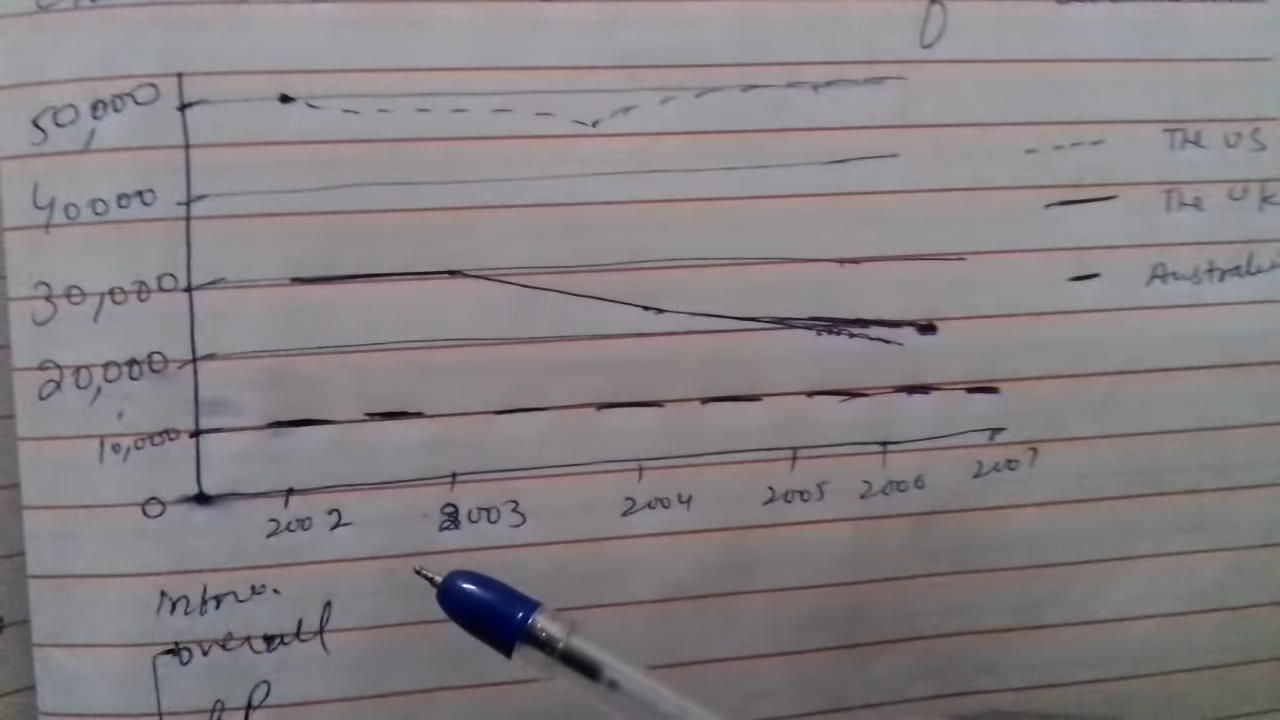 50,000
The US
40000
The UK
30,000
20,000
10,000
0
2002 2003 2004 2005 2006 2007
Intro.
overall